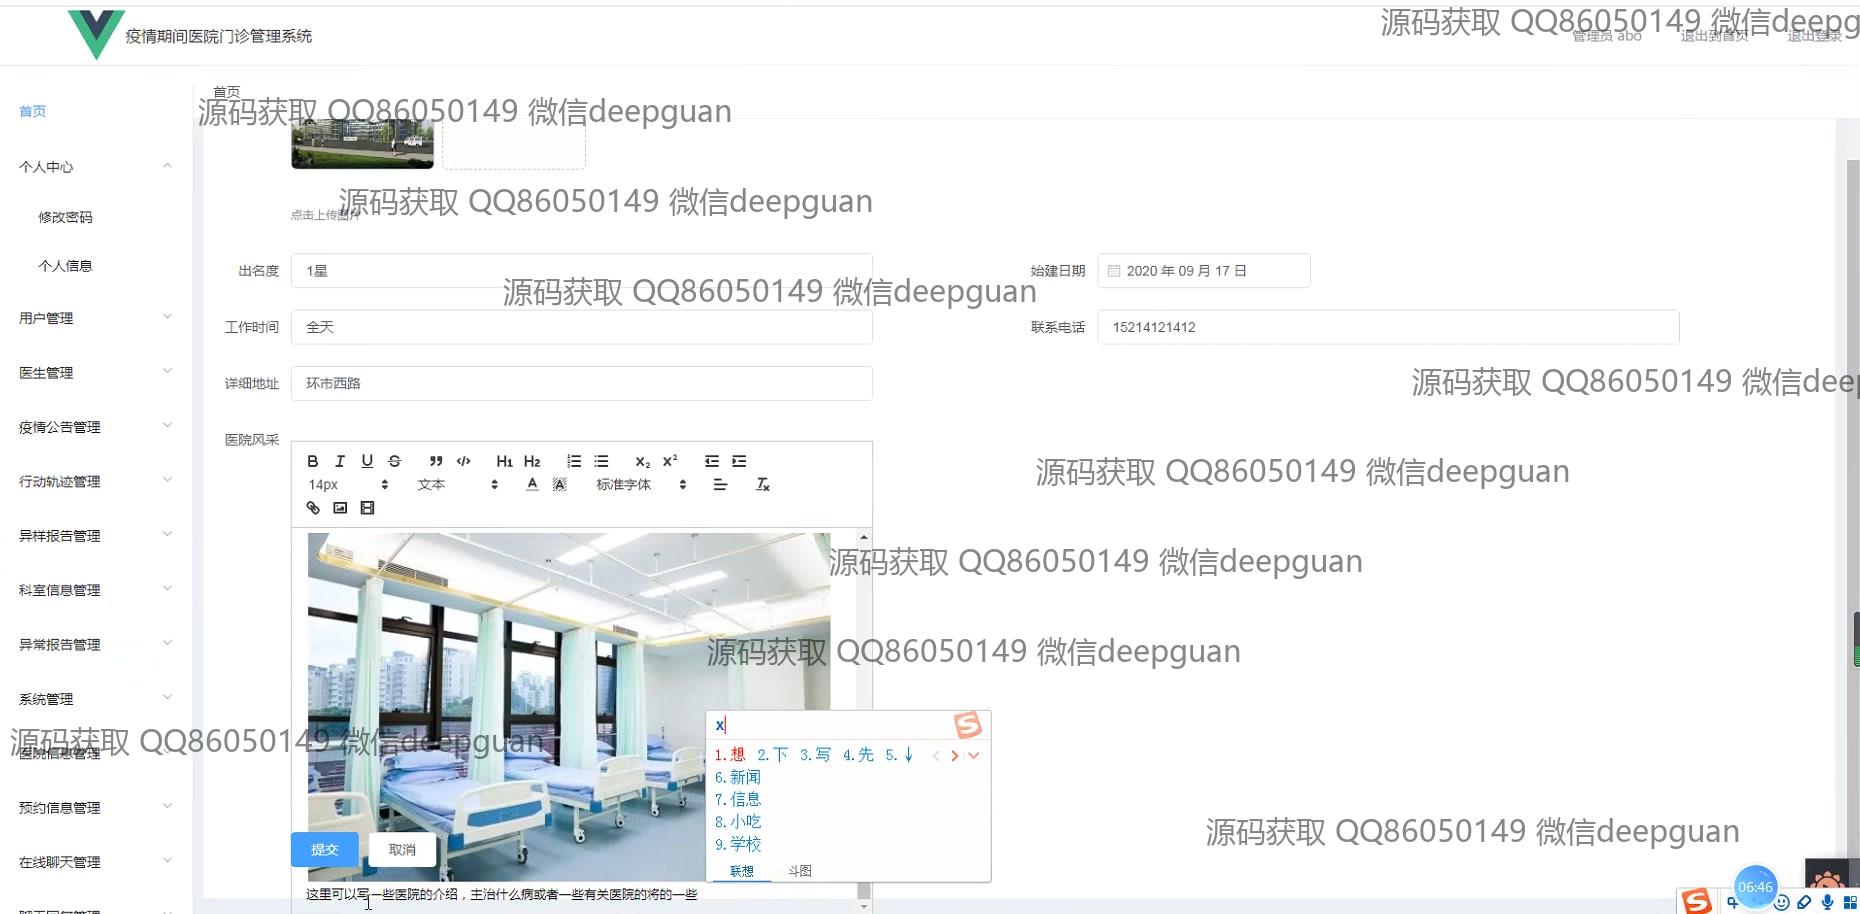 源码获取 QQ86050149 微信deepg
疫情期间医院门诊管理系统
管理员 abo
退出到首页
退出登录
首页
首页
源码获取 QQ86050149 微信deepguan
个人中心
修改密码
源码获取 QQ86050149 微信deepguan
点击上传图片
个人信息
出名度
1星
始建日期
2020 年 09 月 17 日
源码获取 QQ86050149 微信deepguan
用户管理
工作时间
全天
联系电话
15214121412
医生管理
详细地址
环市西路
源码获取 QQ86050149 微信deep
疫情公告管理
医院风采
B I U S ” </> H1 H2 X2 X2
源码获取 QQ86050149 微信deepguan
行动轨迹管理
14px
文本
A A
标准字体
异样报告管理
源码获取 QQ86050149 微信deepguan
科室信息管理
异常报告管理
源码获取 QQ86050149 微信deepguan
系统管理
x
源码获取 QQ86050149 微信deepguan
医院信息管理
1.想 2.下 3.写 4.先 5.↓
6.新闻
7.信息
8.小吃
9.学校
联想
斗图
预约信息管理
源码获取 QQ86050149 微信deepguan
提交
取消
在线聊天管理
这里可以写一些医院的介绍，主治什么病或者一些有关医院的将的一些
06:46
中